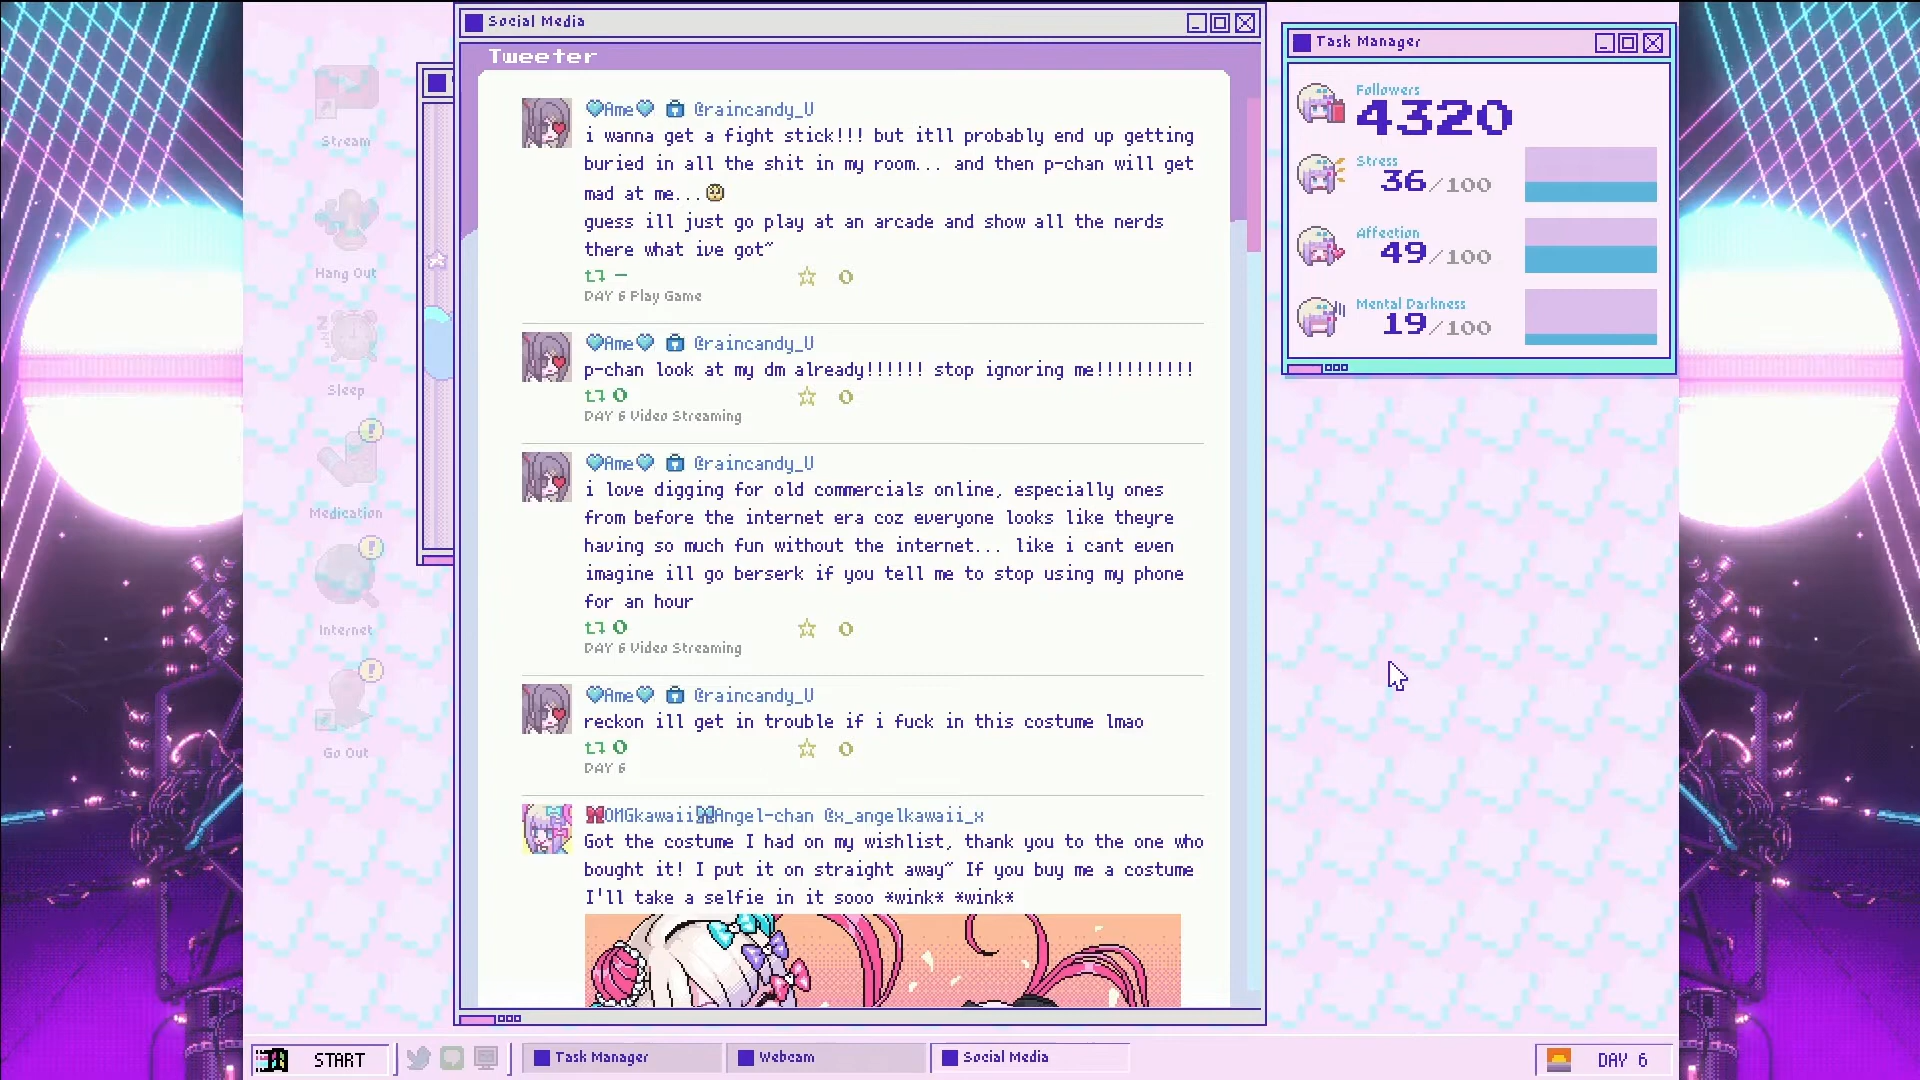 Social Media
Tweeter
Ame @raincandy_U
i wanna get a fight stick!!! but itll probably end up getting
buried in all the shit in my room... and then p-chan will get
mad at me...
guess ill just go play at an arcade and show all the nerds
there what ive got~
— 0
DAY 6 Play Game
Ame @raincandy_U
p-chan look at my dm already!!!!!! stop ignoring me!!!!!!!!!!
0 0
DAY 6 Video Streaming
Ame @raincandy_U
i love digging for old commercials online, especially ones
from before the internet era coz everyone looks like theyre
having so much fun without the internet... like i cant even
imagine ill go berserk if you tell me to stop using my phone
for an hour
0 0
DAY 6 Video Streaming
Ame @raincandy_U
reckon ill get in trouble if i fuck in this costume lmao
0 0
DAY 6
OMGkawaii Angel-chan @x_angelkawaii_x
Got the costume I had on my wishlist, thank you to the one who
bought it! I put it on straight away~ If you buy me a costume
I'll take a selfie in it sooo *wink* *wink*
Task Manager
Followers
4320
Stress
36/100
Affection
49/100
Mental Darkness
19/100
Stream
Hang Out
Sleep
Medication
Internet
Go Out
START
Task Manager
Webcam
Social Media
DAY 6